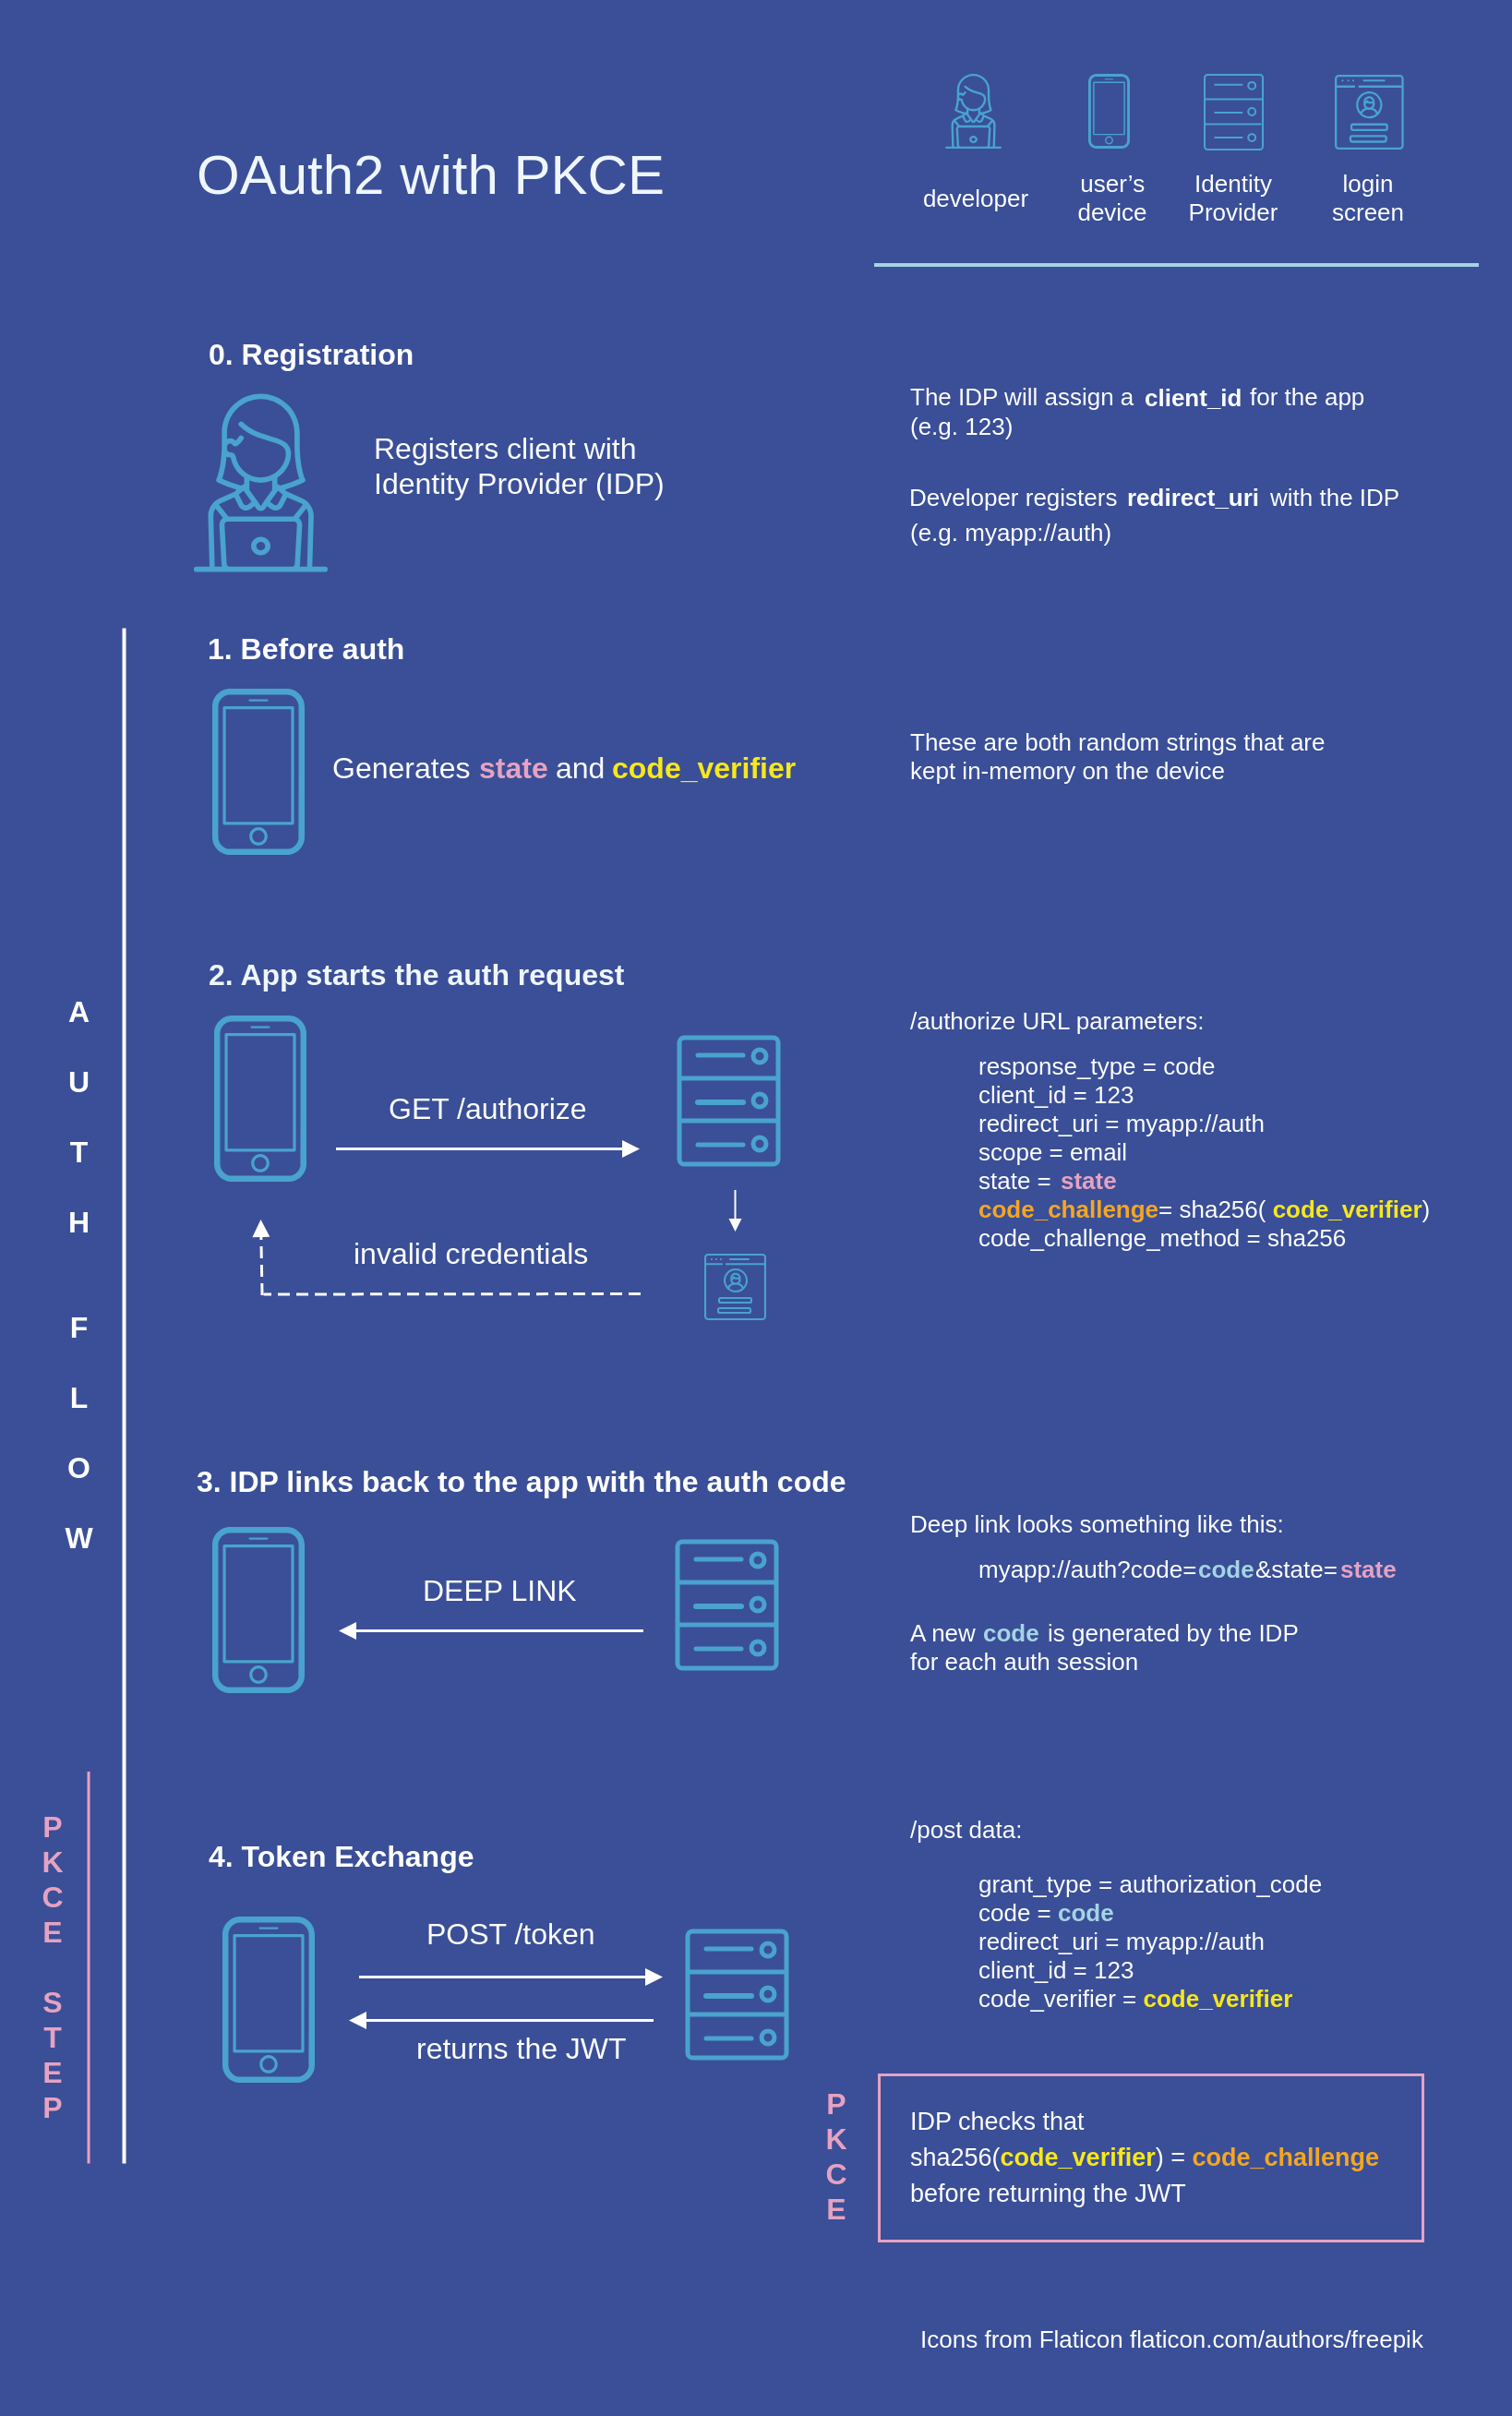 OAuth2 with PKCE
developer
user’s
device
Identity
Provider
login
screen
0. Registration
Registers client with
Identity Provider (IDP)
The IDP will assign a client_id for the app
(e.g. 123)
Developer registers redirect_uri with the IDP
(e.g. myapp://auth)
AUTH FLOW
1. Before auth
Generates state and code_verifier
These are both random strings that are
kept in-memory on the device
2. App starts the auth request
GET /authorize
invalid credentials
/authorize URL parameters:
response_type = code
client_id = 123
redirect_uri = myapp://auth
scope = email
state = state
code_challenge= sha256( code_verifier)
code_challenge_method = sha256
3. IDP links back to the app with the auth code
DEEP LINK
Deep link looks something like this:
myapp://auth?code=code&state=state
A new code is generated by the IDP
for each auth session
PKCE STEP
4. Token Exchange
POST /token
returns the JWT
/post data:
grant_type = authorization_code
code = code
redirect_uri = myapp://auth
client_id = 123
code_verifier = code_verifier
PKCE
IDP checks that
sha256(code_verifier) = code_challenge
before returning the JWT
Icons from Flaticon flaticon.com/authors/freepik